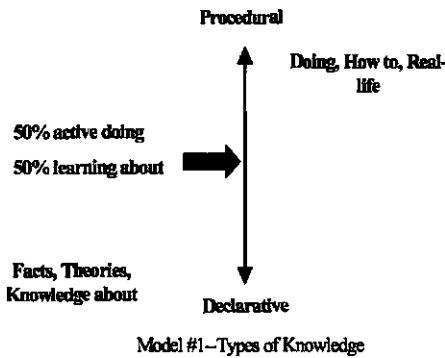 Procedural
Doing, How to, Real-
life
50% active doing
50% learning about
Facts, Theories,
Knowledge about
Declarative
Model #1--Types of Knowledge